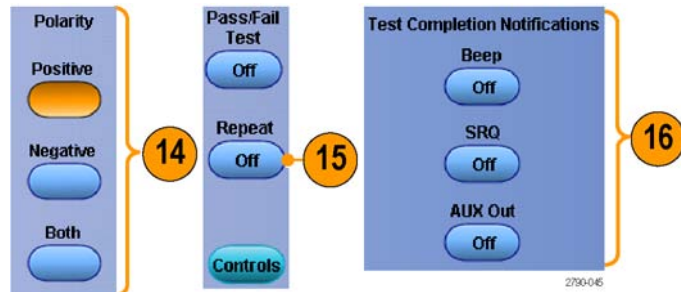 Polarity
Positive
Negative
Both
14
Pass/Fail
Test
Off
Repeat
Off
Controls
15
Test Completion Notifications
Beep
Off
SRQ
Off
AUX Out
Off
16
2790-045